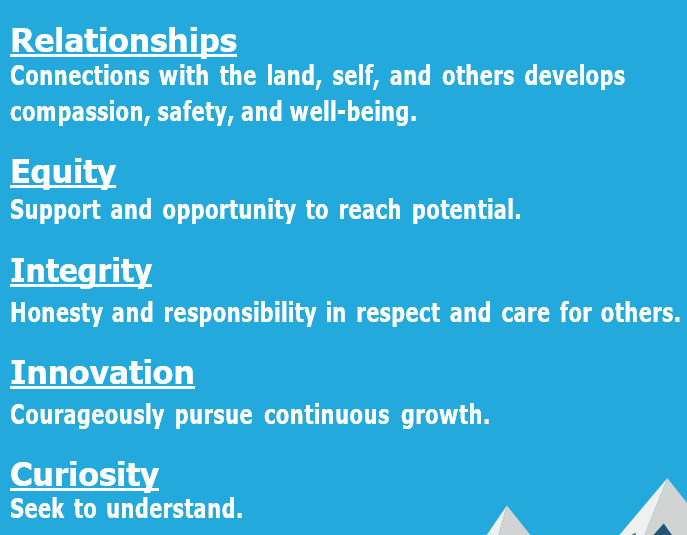 Relationships
Connections with the land, self, and others develops
compassion, safety, and well-being.
Equity
Support and opportunity to reach potential.
Integrity
Honesty and responsibility in respect and care for others.
Innovation
Courageously pursue continuous growth.
Curiosity
Seek to understand.